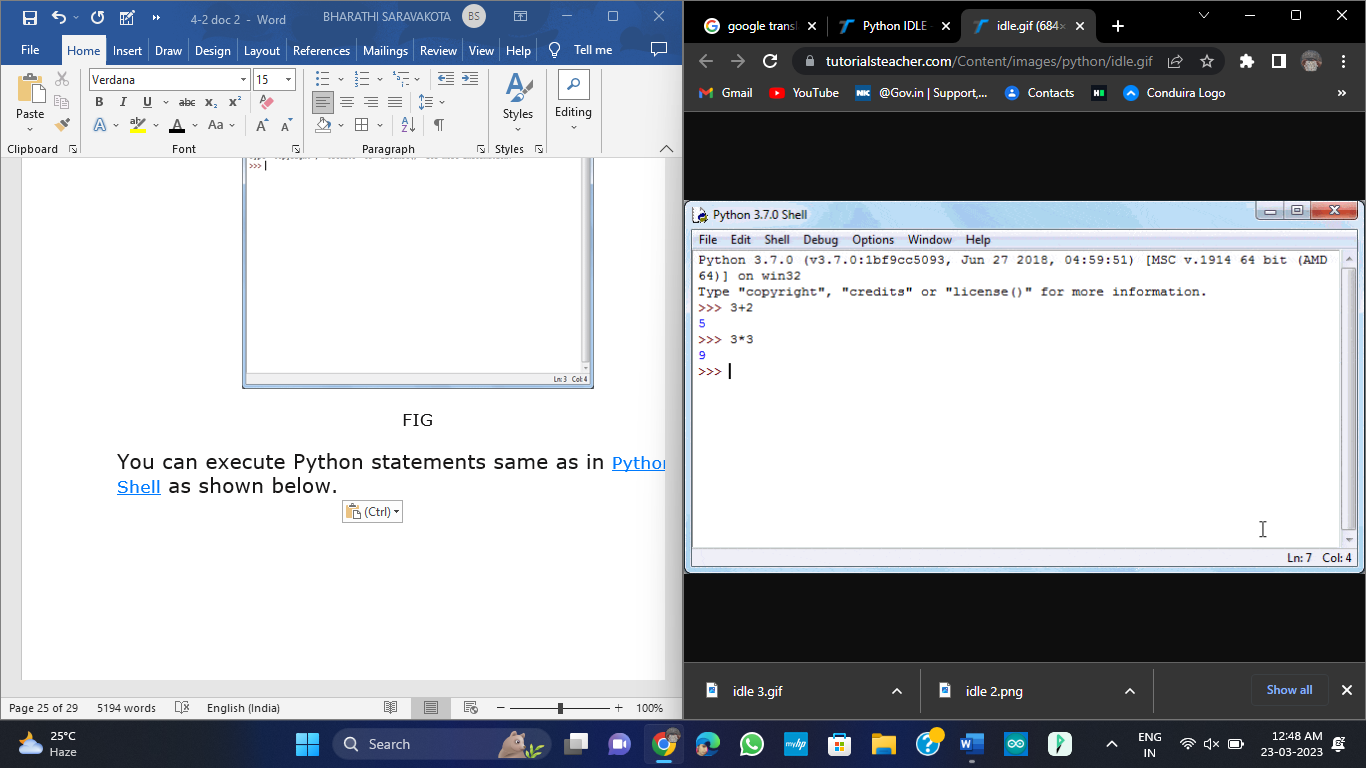 4-2 doc 2 - Word
BHARATHI SARAVAKOTA
BS
File Home Insert Draw Design Layout References Mailings Review View Help Tell me
Paste
Verdana 15
B I U abc x2 x2
A A Aa A A
Styles
Editing
Clipboard Font Paragraph Styles
>>>
Ln: 3 Col: 4
FIG
You can execute Python statements same as in
Shell as shown below.
(Ctrl)
Page 25 of 29 5194 words English (India) 100%
google transl Python IDLE idle.gif (684×
tutorialsteacher.com/Content/images/python/idle.gif
Gmail YouTube NK @Gov.in | Support,... Contacts Conduira Logo
Python 3.7.0 Shell
File Edit Shell Debug Options Window Help
Python 3.7.0 (v3.7.0:1bf9cc5093, Jun 27 2018, 04:59:51) [MSC v.1914 64 bit (AMD
64)] on win32
Type "copyright", "credits" or "license()" for more information.
>>> 3+2
5
>>> 3*3
9
>>>
Ln: 7 Col: 4
idle 3.gif idle 2.png Show all
25°C
Haze
Search
myhp
ENG
IN
12:48 AM
23-03-2023